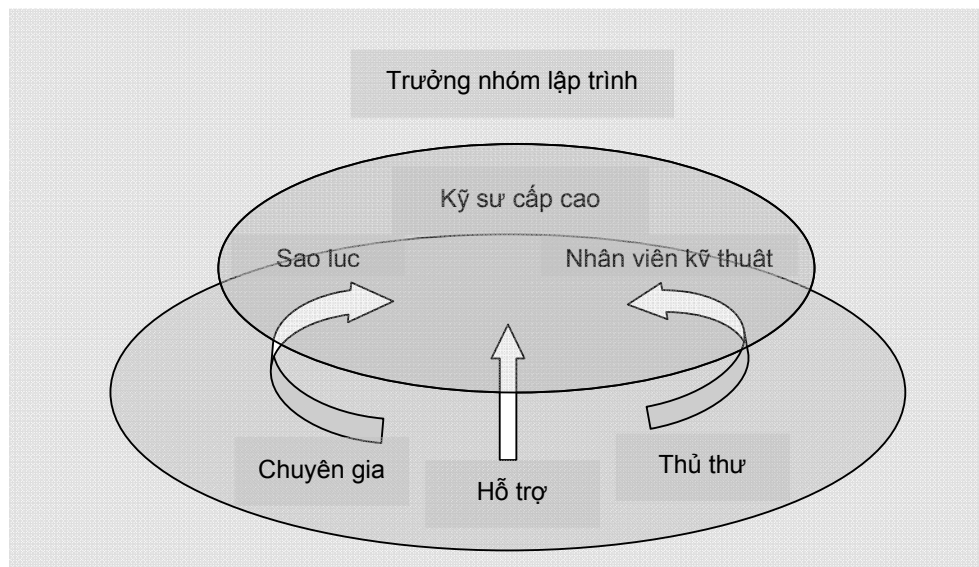 Trưởng nhóm lập trình
Kỹ sư cấp cao
Sao luc
Nhân viên kỹ thuât
Chuyên gia
Hỗ trợ
Thủ thư